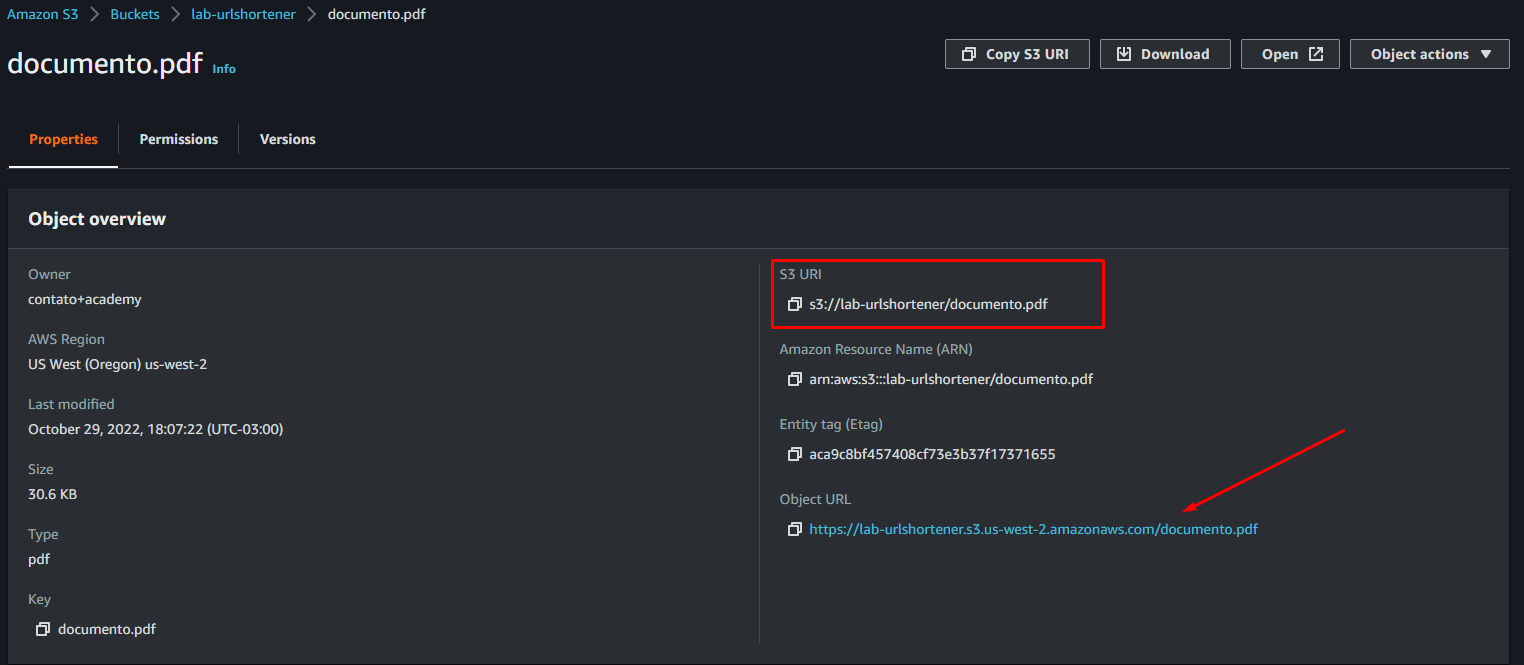 Amazon S3 > Buckets > lab-urlshortener > documento.pdf
documento.pdf Info
Copy S3 URI Download Open Object actions
Properties Permissions Versions
Object overview
Owner
contato+academy
AWS Region
US West (Oregon) us-west-2
Last modified
October 29, 2022, 18:07:22 (UTC-03:00)
Size
30.6 KB
Type
pdf
Key
documento.pdf
S3 URI
s3://lab-urlshortener/documento.pdf
Amazon Resource Name (ARN)
arn:aws:s3:::lab-urlshortener/documento.pdf
Entity tag (Etag)
aca9c8bf457408cf73e3b37f17371655
Object URL
https://lab-urlshortener.s3.us-west-2.amazonaws.com/documento.pdf